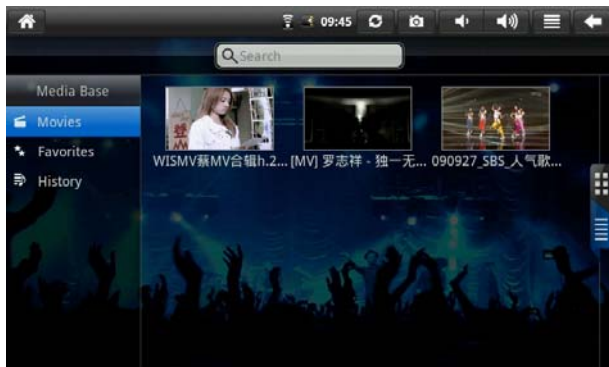 09:45
Search
Media Base
Movies
Favorites
History
WISMV蔡MV合辑h.2... [MV] 罗志祥 - 独一无... 090927_SBS_人气歌...